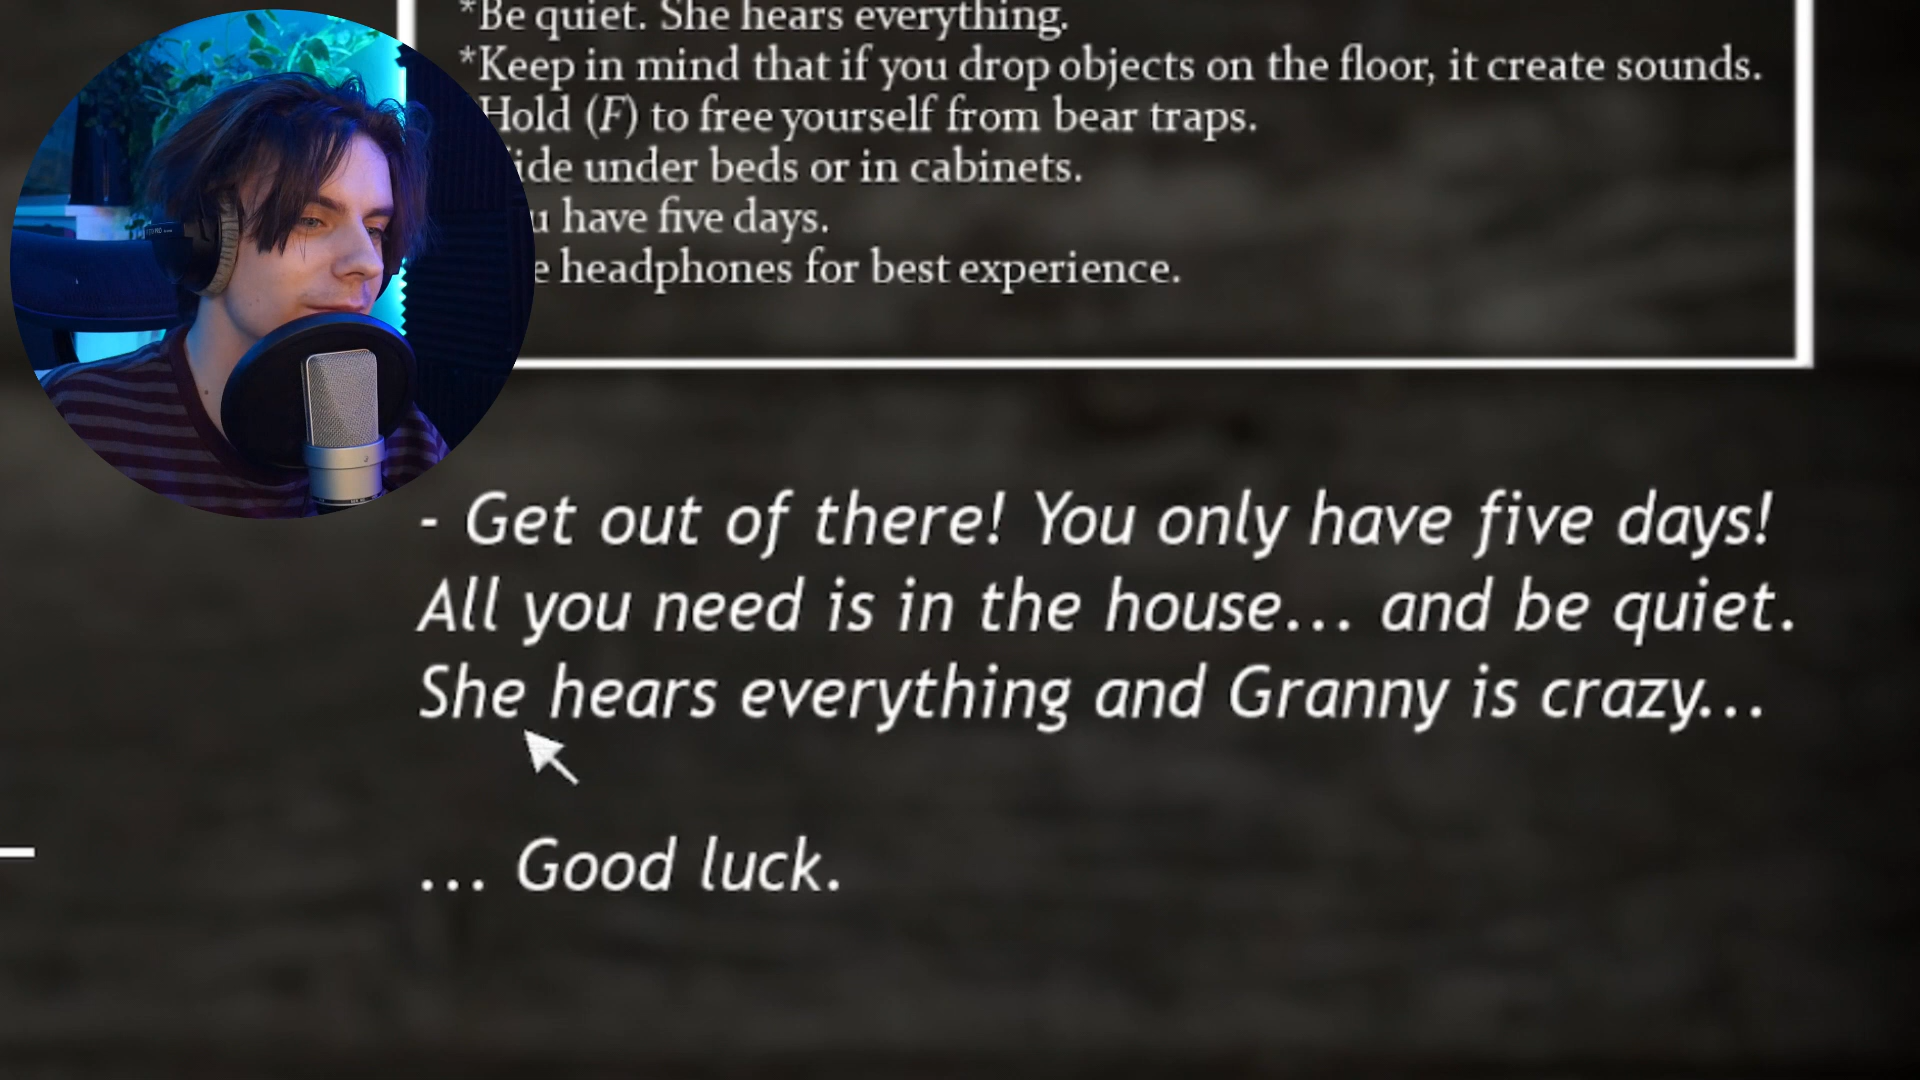 *Be quiet. She hears everything.
*Keep in mind that if you drop objects on the floor, it create sounds.
Hold (F) to free yourself from bear traps.
ide under beds or in cabinets.
u have five days.
e headphones for best experience.
- Get out of there! You only have five days!
All you need is in the house... and be quiet.
She hears everything and Granny is crazy...
... Good luck.